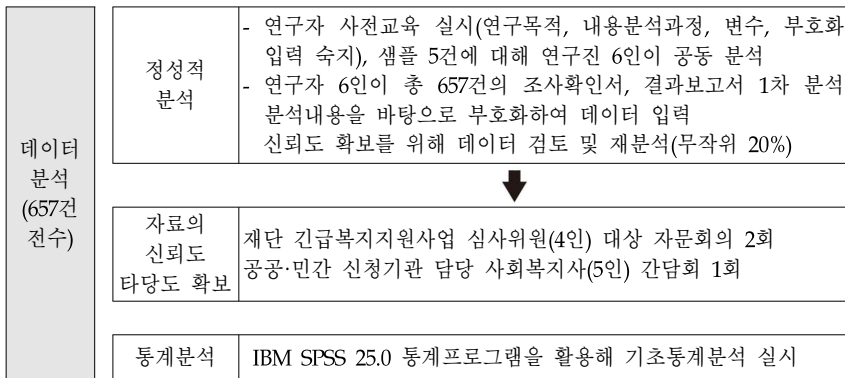 데이터
분석
(657건
전수)
정성적
분석
- 연구자 사전교육 실시(연구목적, 내용분석과정, 변수, 부호화
입력 숙지), 샘플 5건에 대해 연구진 6인이 공동 분석
- 연구자 6인이 총 657건의 조사확인서, 결과보고서 1차 분석
분석내용을 바탕으로 부호화하여 데이터 입력
신뢰도 확보를 위해 데이터 검토 및 재분석(무작위 20%)
자료의
신뢰도
타당도 확보
재단 긴급복지지원사업 심사위원(4인) 대상 자문회의 2회
공공·민간 신청기관 담당 사회복지사(5인) 간담회 1회
통계분석
IBM SPSS 25.0 통계프로그램을 활용해 기초통계분석 실시